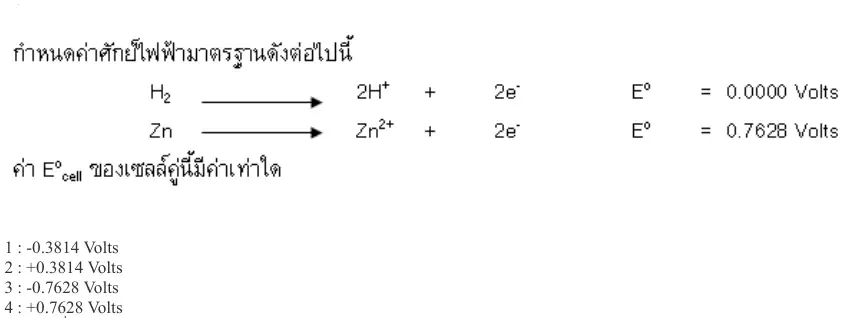 กำหนดค่าศักย์ไฟฟ้ามาตรฐานดังต่อไปนี้
H₂ ⟶ 2H⁺ + 2e⁻ Eº = 0.0000 Volts
Zn ⟶ Zn²⁺ + 2e⁻ Eº = 0.7628 Volts
ค่า Eº cell ของเซลล์คู่นี้มีค่าเท่าใด
1 : -0.3814 Volts
2 : +0.3814 Volts
3 : -0.7628 Volts
4 : +0.7628 Volts